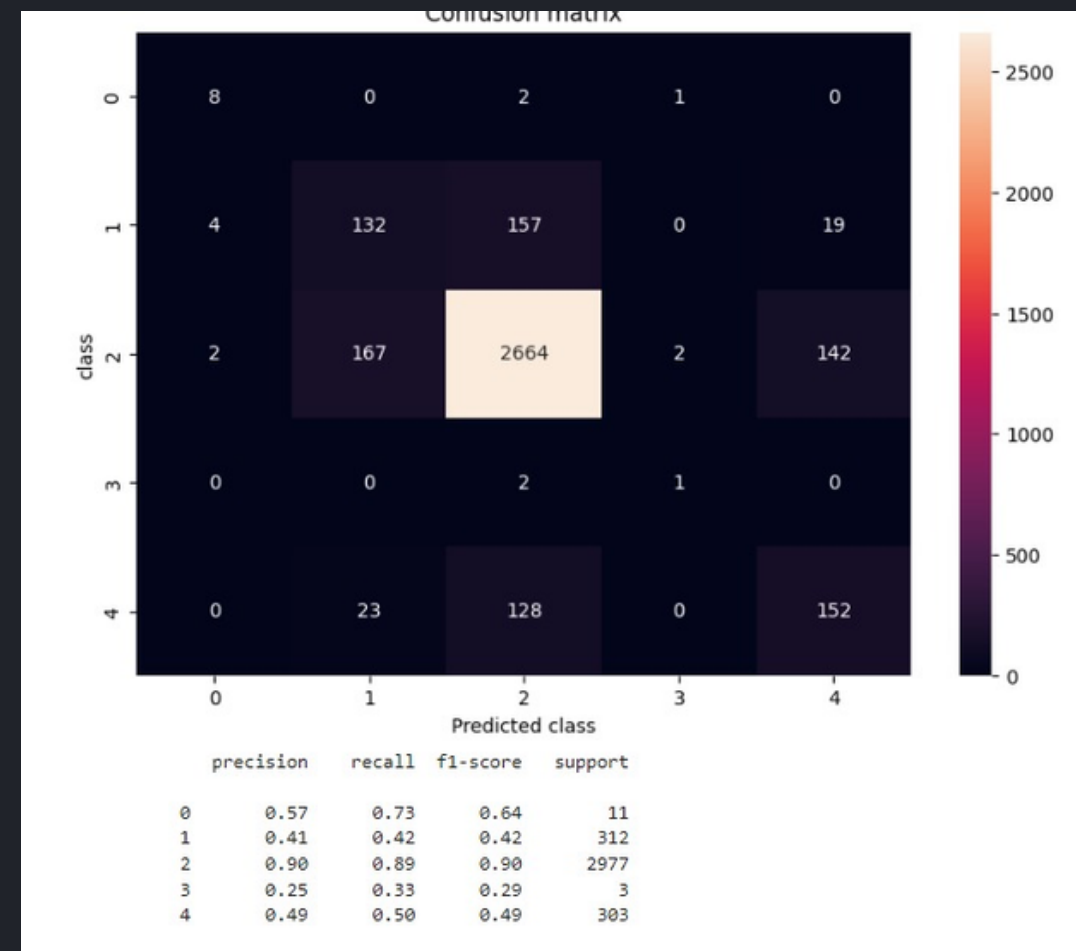 Confusion matrix
2500
0 8 0 2 1 0
2000
1 4 132 157 0 19
1500
class
2 2 167 2664 2 142
1000
3 0 0 2 1 0
500
4 0 23 128 0 152
0
0 1 2 3 4
Predicted class
precision recall f1-score support
0 0.57 0.73 0.64 11
1 0.41 0.42 0.42 312
2 0.90 0.89 0.90 2977
3 0.25 0.33 0.29 3
4 0.49 0.50 0.49 303